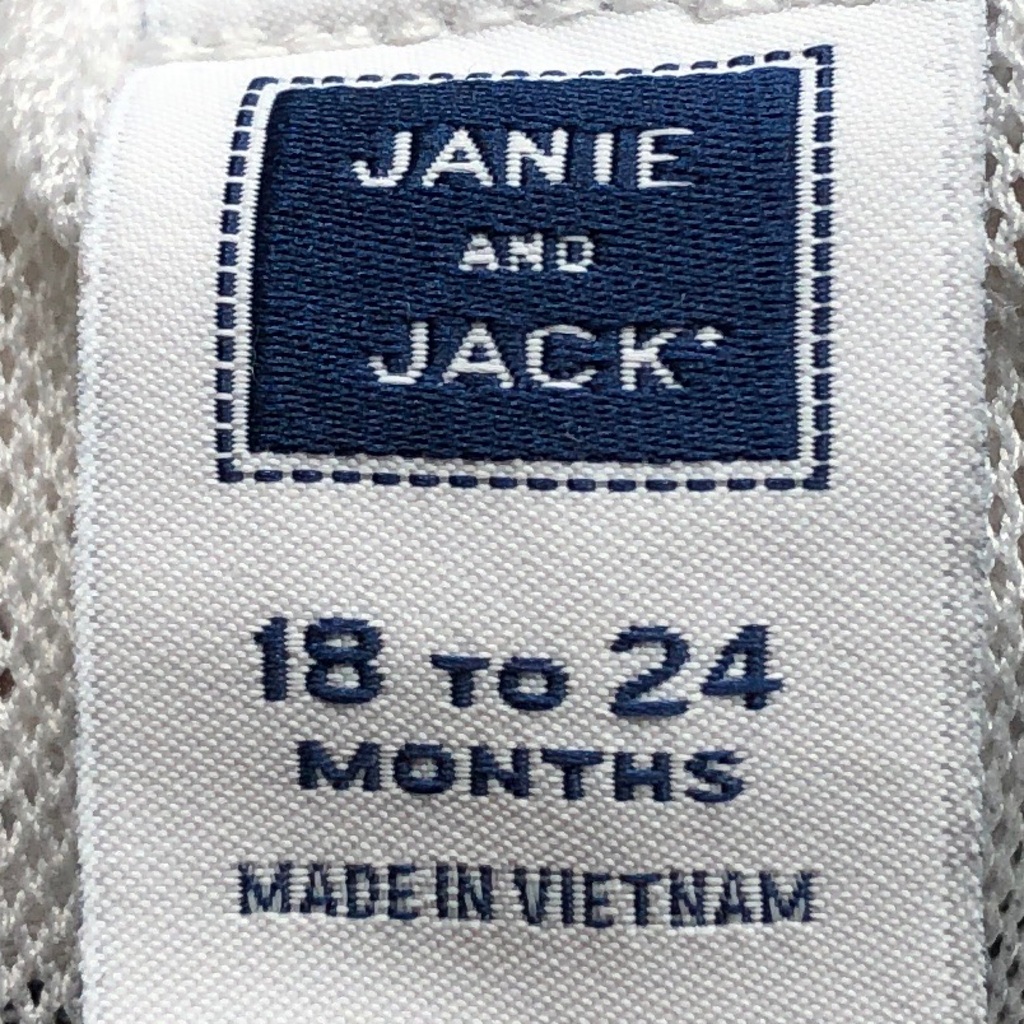 JANIE
AND
JACK
18 TO 24
MONTHS
MADE IN VIETNAM